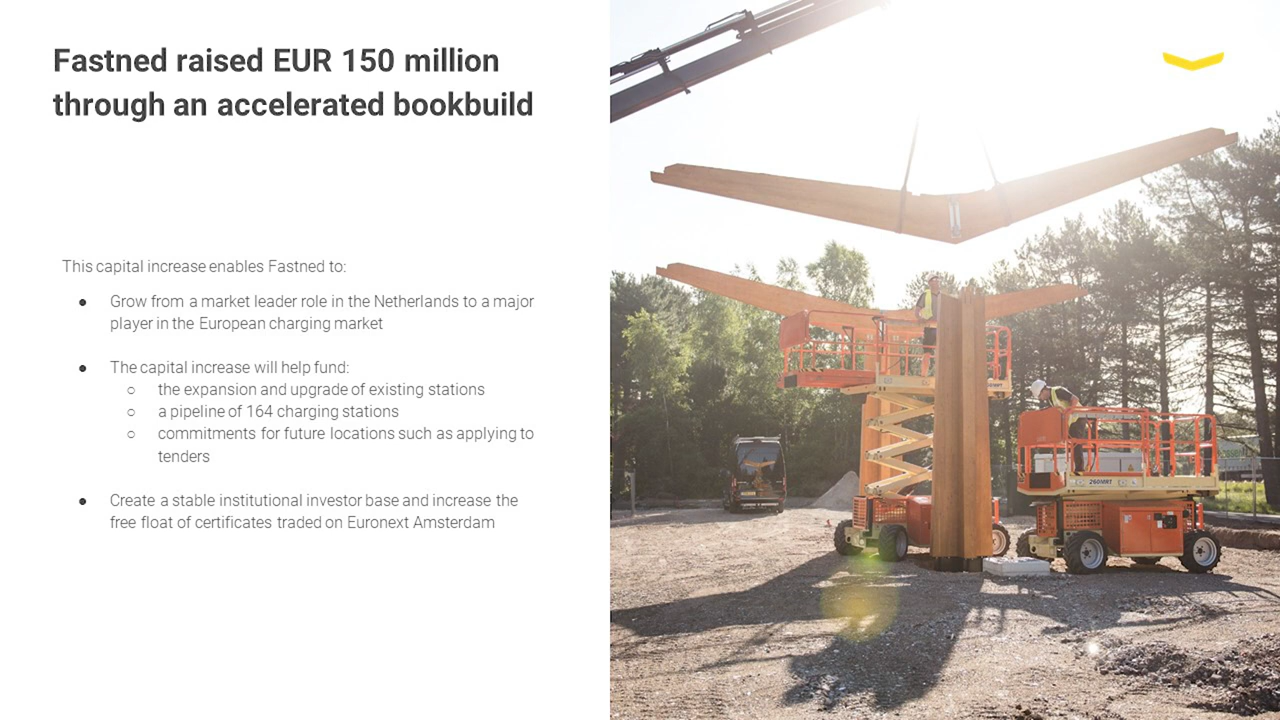 Fastned raised EUR 150 million
through an accelerated bookbuild
This capital increase enables Fastned to:
● Grow from a market leader role in the Netherlands to a major
player in the European charging market
● The capital increase will help fund:
○ the expansion and upgrade of existing stations
○ a pipeline of 164 charging stations
○ commitments for future locations such as applying to
tenders
● Create a stable institutional investor base and increase the
free float of certificates traded on Euronext Amsterdam
260MRT